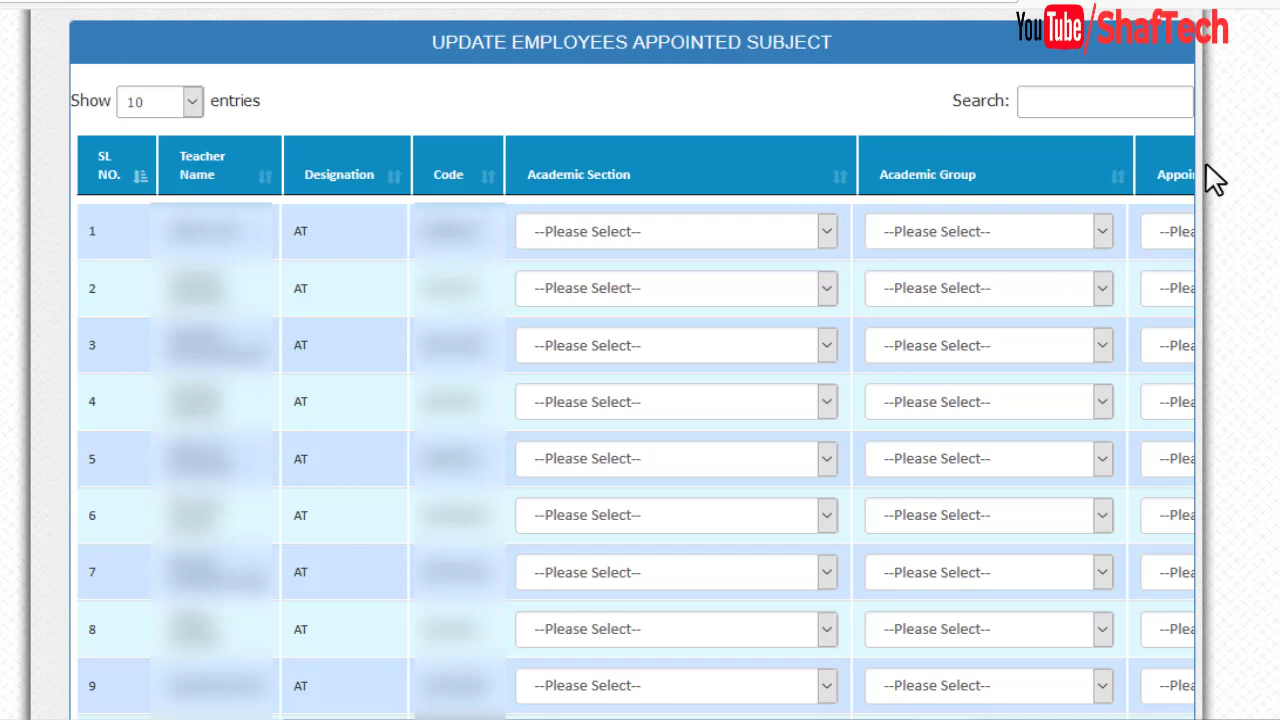 YouTube/ShafTech
UPDATE EMPLOYEES APPOINTED SUBJECT
Show 10 entries Search:
SL NO. Teacher Name Designation Code Academic Section Academic Group
1 AT --Please Select-- --Please Select--
2 AT --Please Select-- --Please Select--
3 AT --Please Select-- --Please Select--
4 AT --Please Select-- --Please Select--
5 AT --Please Select-- --Please Select--
6 AT --Please Select-- --Please Select--
7 AT --Please Select-- --Please Select--
8 AT --Please Select-- --Please Select--
9 AT --Please Select-- --Please Select--